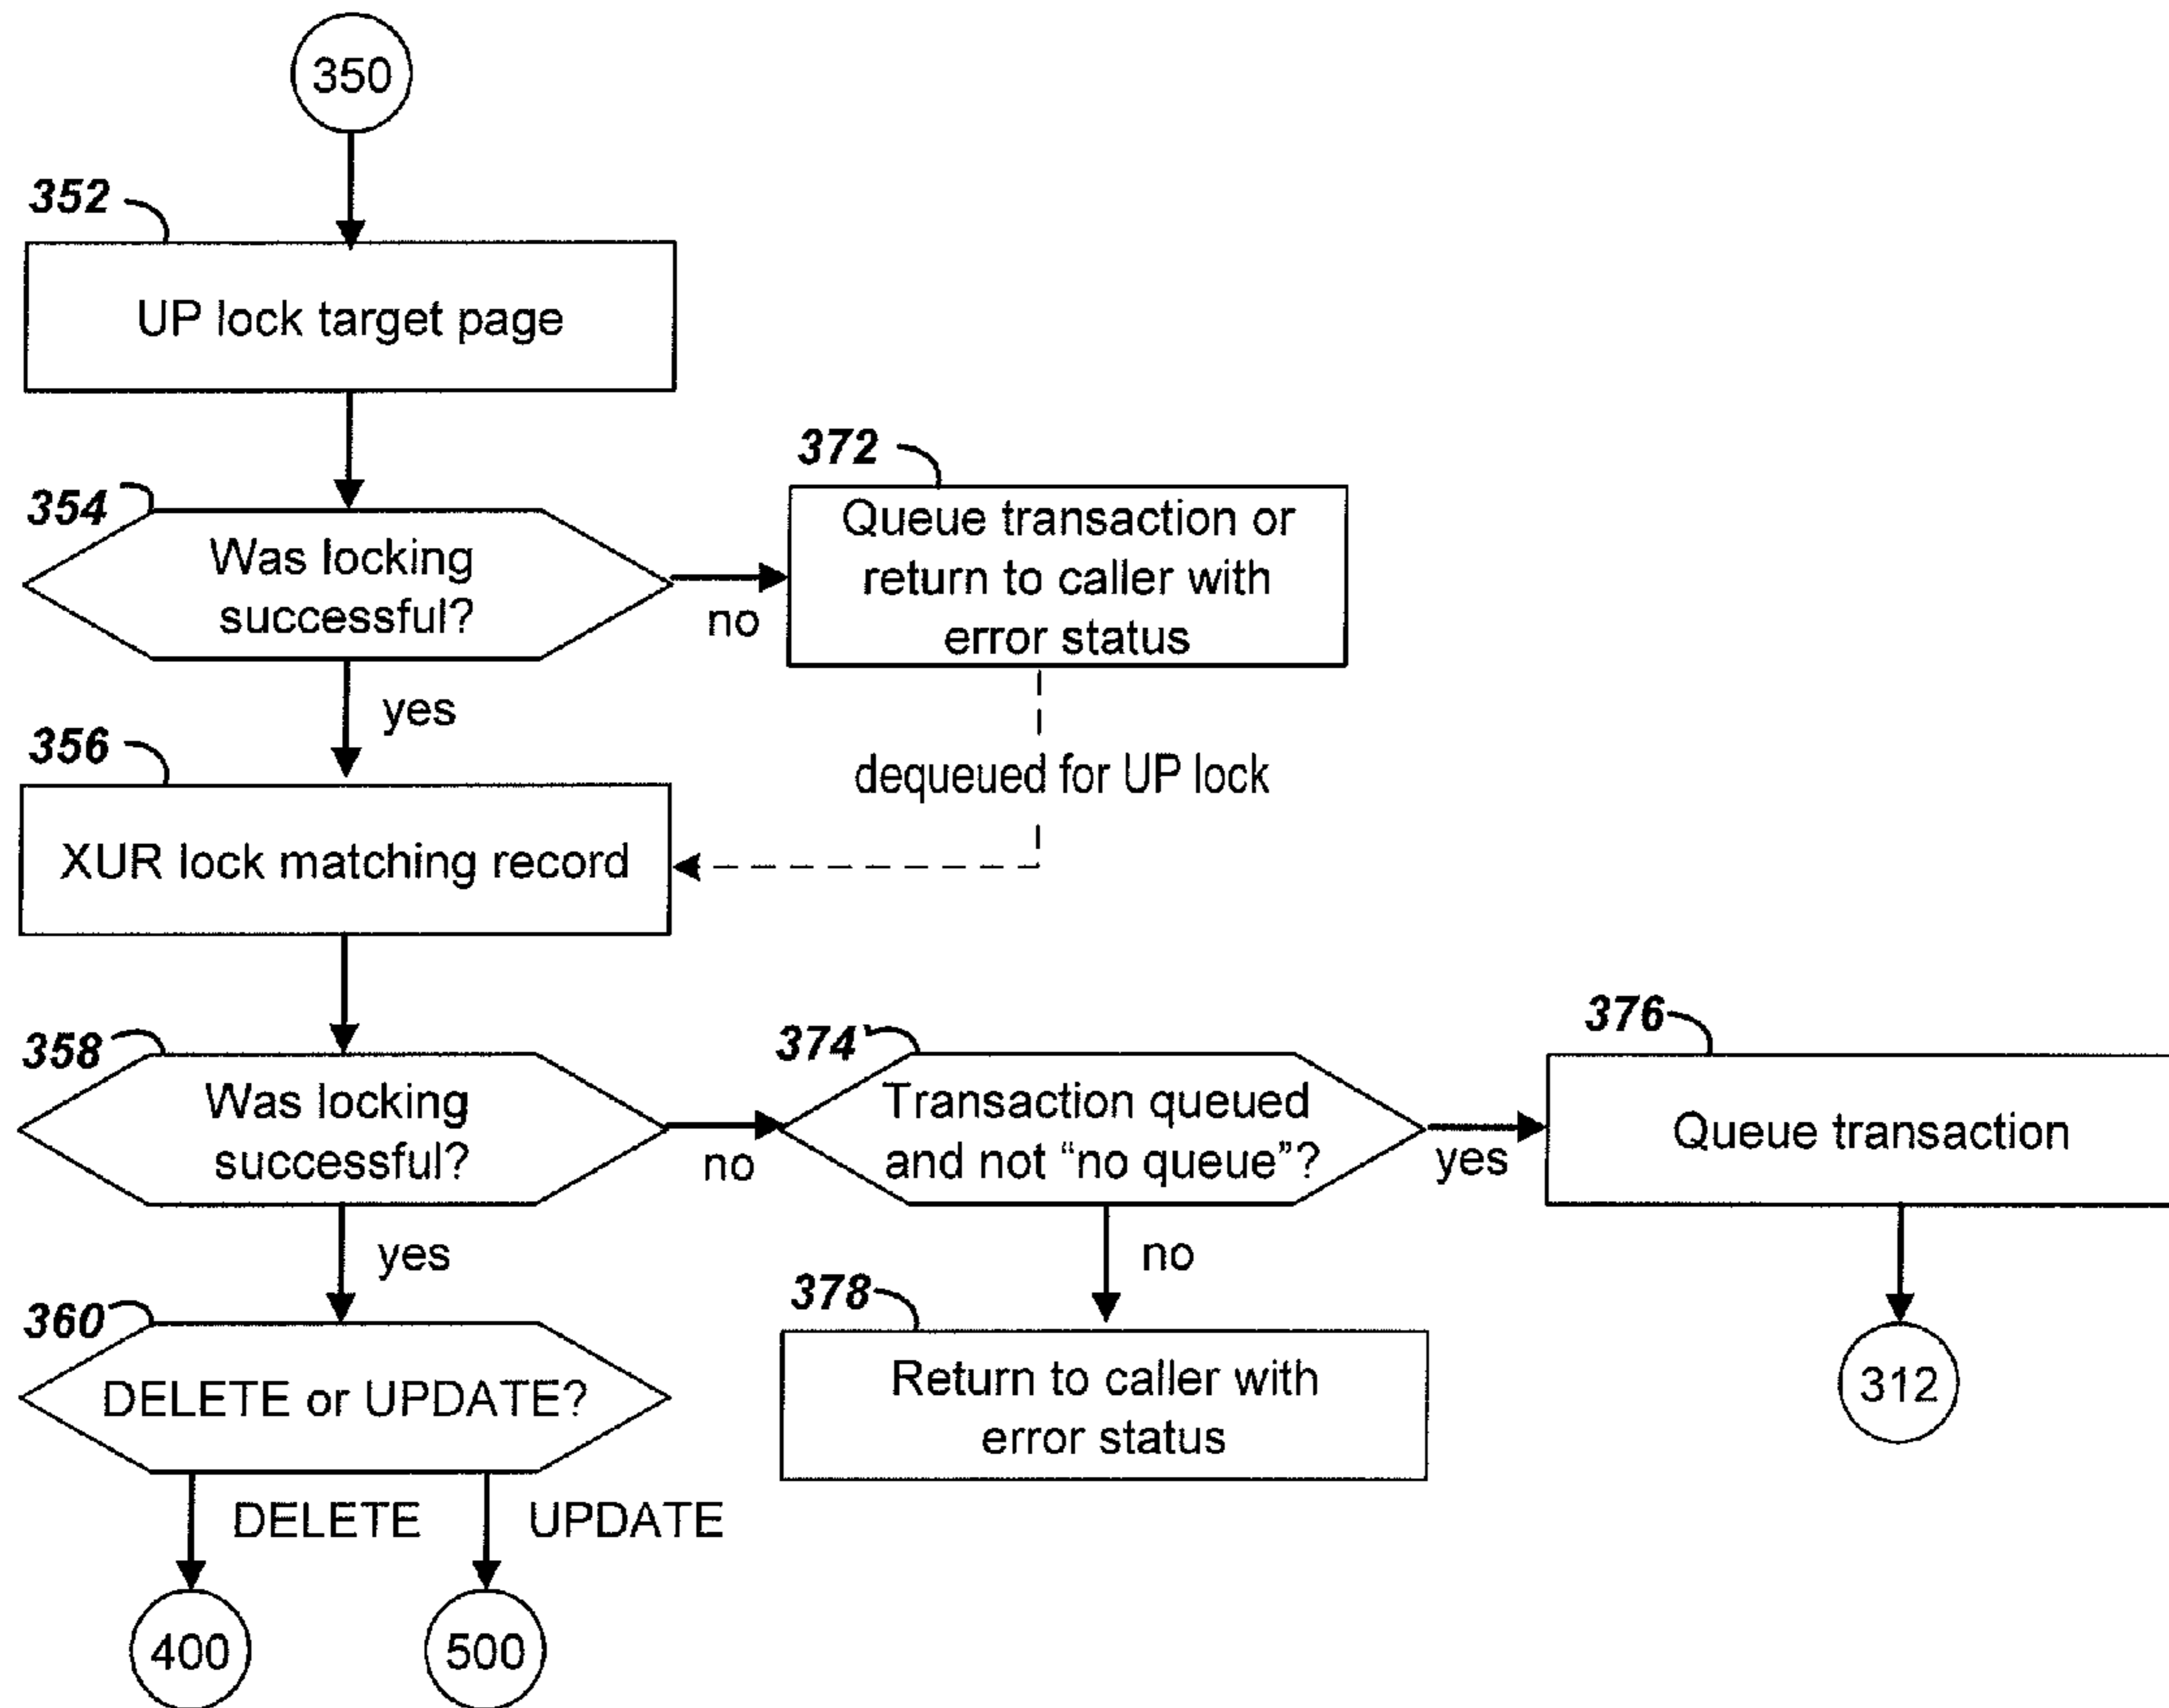 350
352
UP lock target page
372
354
Was locking
successful?
Queue transaction or
return to caller with
error status
no
yes
356
dequeued for UP lock
XUR lock matching record
376
358
374
Was locking
successful?
Transaction queued
and not “no queue”?
Queue transaction
no
yes
yes
no
360
378
DELETE or UPDATE?
Return to caller with
error status
312
DELETE
UPDATE
400
500